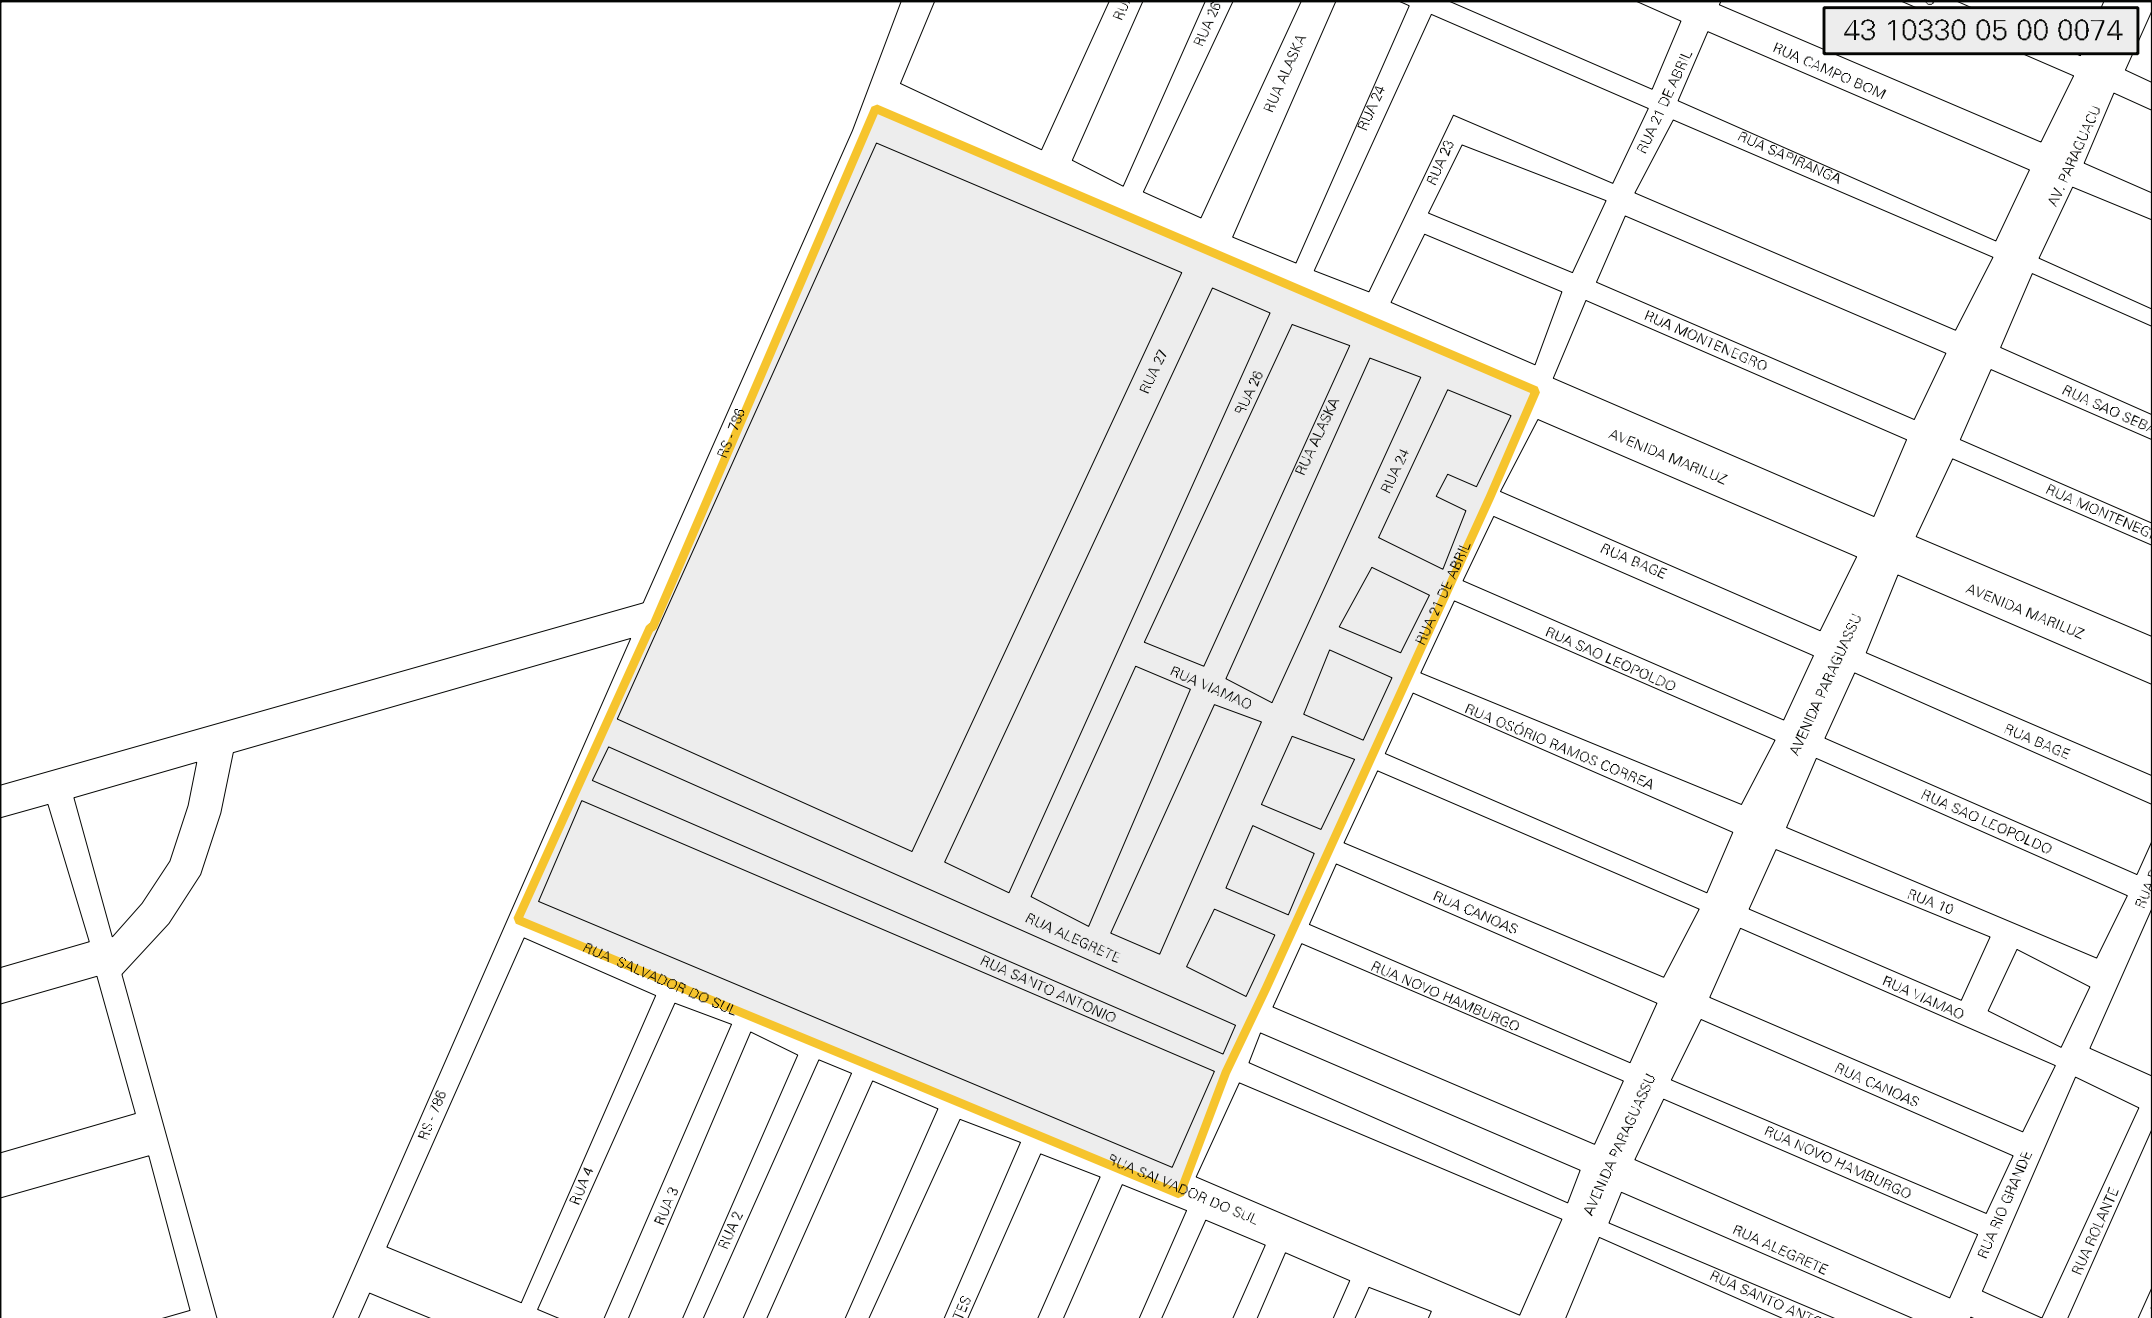 43 10330 05 00 0074
RUA 26
RUA ALASKA
RUA 24
RUA 23
RUA 21 DE ABRIL
RUA CAMPO BOM
RUA SAPIRANGA
AV. PARAGUACU
RUA MONTENEGRO
RUA SAO SEBA
AVENIDA MARILUZ
RUA MONTENEG
RS - 786
RUA 27
RUA 26
RUA ALASKA
RUA 24
RUA 21 DE ABRIL
RUA BAGE
AVENIDA MARILUZ
RUA SAO LEOPOLDO
AVENIDA PARAGUASSU
RUA VIAMAO
RUA OSÓRIO RAMOS CORREA
RUA BAGE
RUA SAO LEOPOLDO
RUA CANOAS
RUA 10
RUA
RUA ALEGRETE
RUA SANTO ANTONIO
RUA SALVADOR DO SUL
RUA NOVO HAMBURGO
RUA VIAMAO
RUA CANOAS
RS - 786
AVENIDA PARAGUASSU
RUA NOVO HAMBURGO
RUA 4
RUA 3
RUA 2
RUA SALVADOR DO SUL
RUA RIO GRANDE
RUA ROLANTE
RUA ALEGRETE
RUA SANTO ANTO
TES